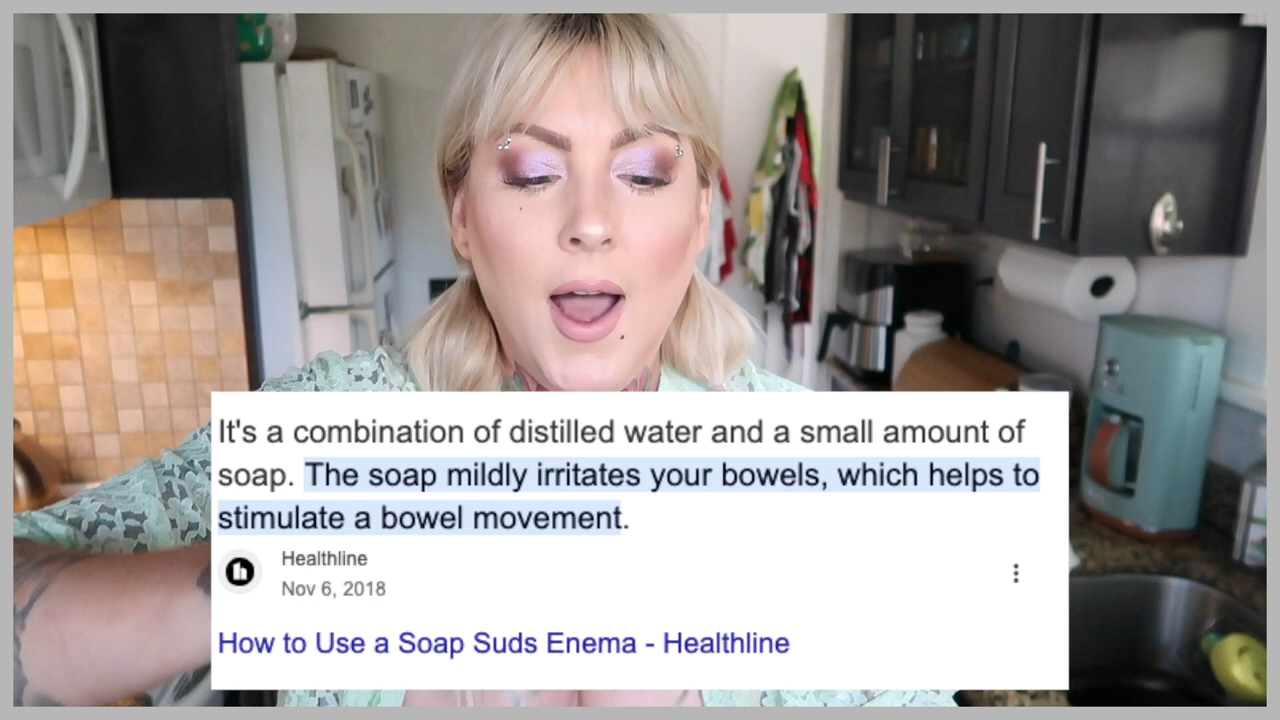 It's a combination of distilled water and a small amount of
soap. The soap mildly irritates your bowels, which helps to
stimulate a bowel movement.
Healthline
Nov 6, 2018
How to Use a Soap Suds Enema - Healthline